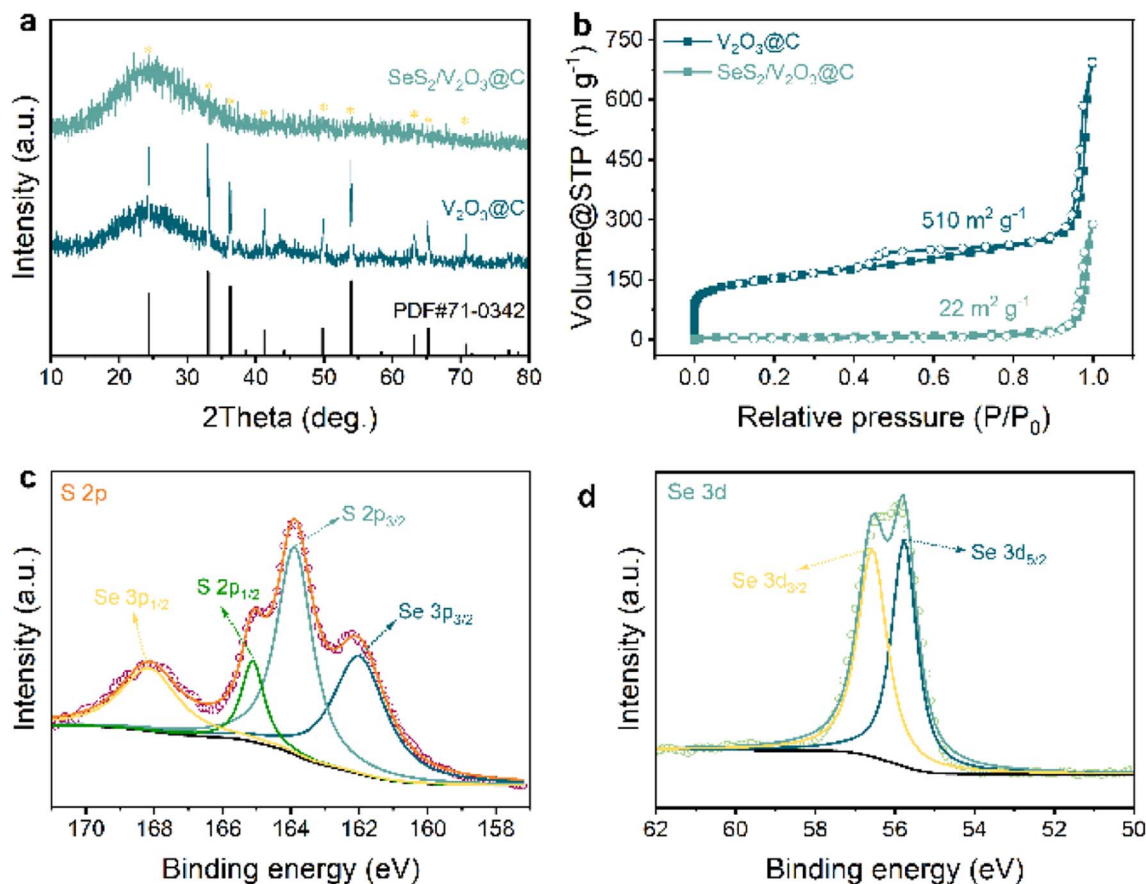 a
Intensity (a.u.)
SeS₂/V₂O₃@C
V₂O₃@C
PDF#71-0342
10 20 30 40 50 60 70 80
2Theta (deg.)
b
Volume@STP (ml g⁻¹)
750
600
450
300
150
0
V₂O₃@C
SeS₂/V₂O₃@C
510 m² g⁻¹
22 m² g⁻¹
0.0 0.2 0.4 0.6 0.8 1.0
Relative pressure (P/P₀)
c
S 2p
Intensity (a.u.)
S 2p₃/₂
S 2p₁/₂
Se 3p₁/₂
Se 3p₃/₂
170 168 166 164 162 160 158
Binding energy (eV)
d
Se 3d
Intensity (a.u.)
Se 3d₅/₂
Se 3d₃/₂
62 60 58 56 54 52 50
Binding energy (eV)